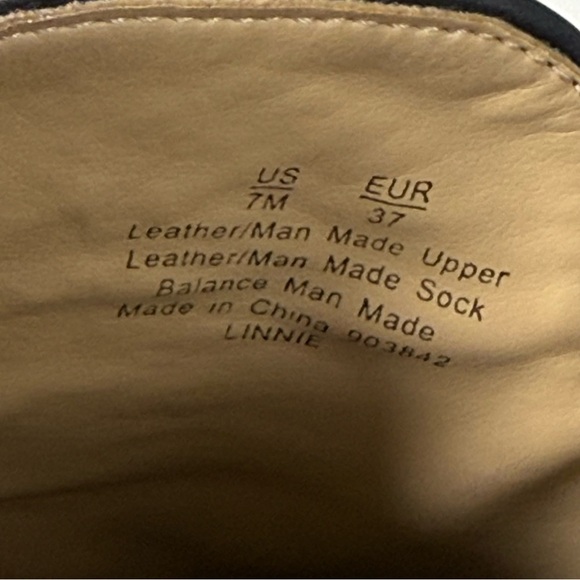 US EUR
7M 37
Leather/Man Made Upper
Leather/Man Made Sock
Balance Man Made
Made in China 903842
LINNIE